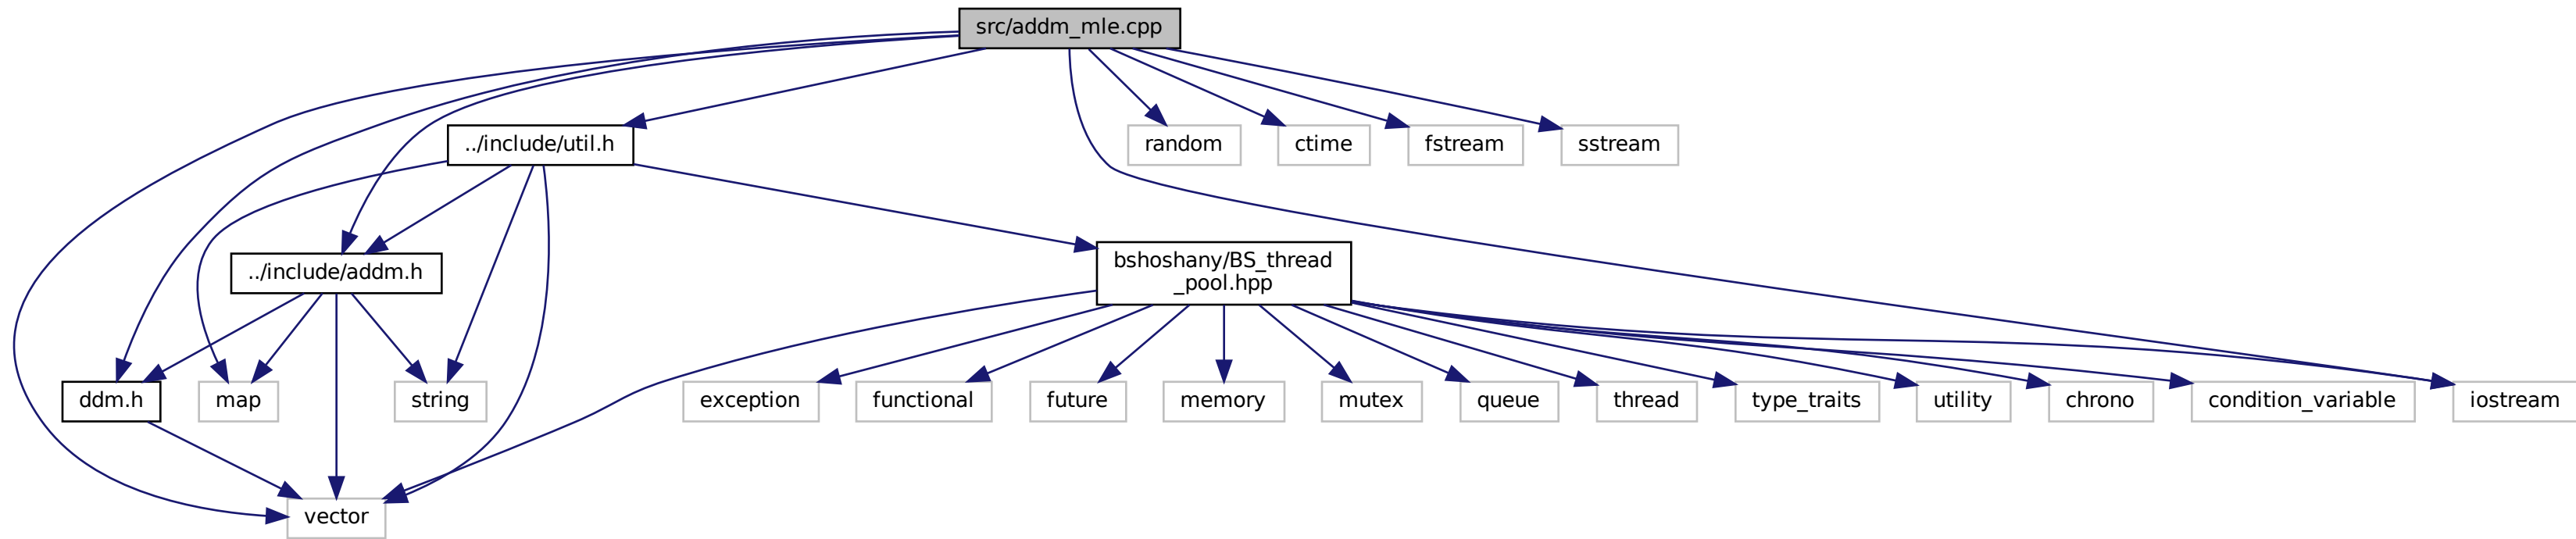 src/addm_mle.cpp
../include/util.h
random
ctime
fstream
sstream
../include/addm.h
bshoshany/BS_thread
_pool.hpp
ddm.h
map
string
exception
functional
future
memory
mutex
queue
thread
type_traits
utility
chrono
condition_variable
iostream
vector